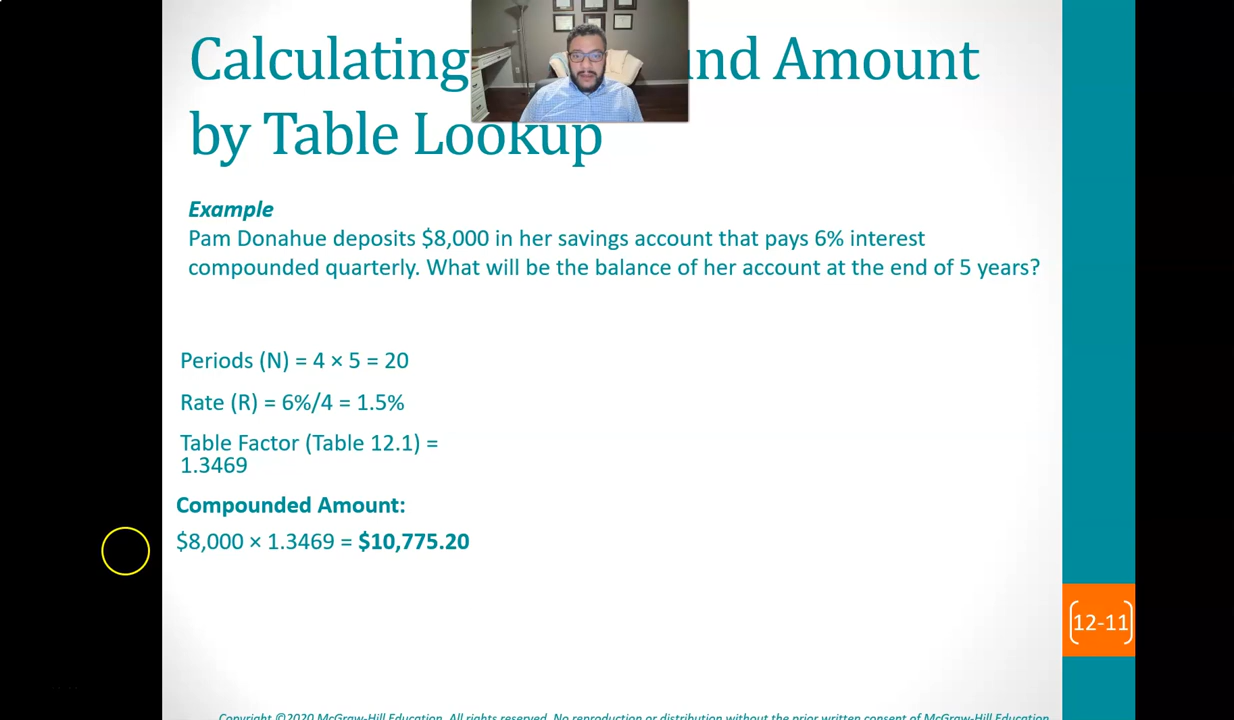 Calculating nd Amount
by Table Lookup
Example
Pam Donahue deposits $8,000 in her savings account that pays 6% interest
compounded quarterly. What will be the balance of her account at the end of 5 years?
Periods (N) = 4 × 5 = 20
Rate (R) = 6%/4 = 1.5%
Table Factor (Table 12.1) =
1.3469
Compounded Amount:
$8,000 × 1.3469 = $10,775.20
12-11
Copyright ©2020 McGraw-Hill Education. All rights reserved. No reproduction or distribution without the prior written consent of McGraw-Hill Education